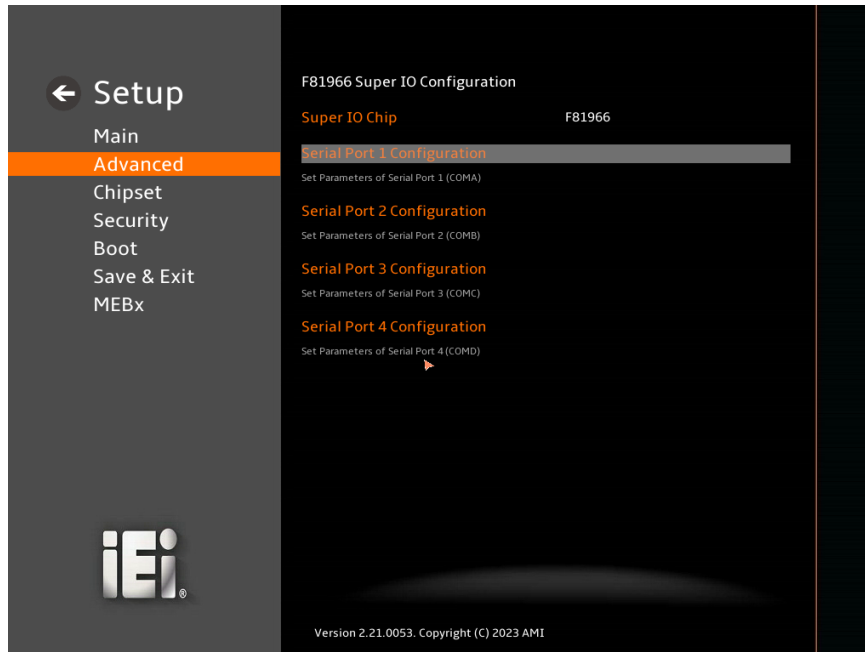 Setup
Main
Advanced
Chipset
Security
Boot
Save & Exit
MEBx
iEi®
F81966 Super IO Configuration
Super IO Chip F81966
Serial Port 1 Configuration
Set Parameters of Serial Port 1 (COMA)
Serial Port 2 Configuration
Set Parameters of Serial Port 2 (COMB)
Serial Port 3 Configuration
Set Parameters of Serial Port 3 (COMC)
Serial Port 4 Configuration
Set Parameters of Serial Port 4 (COMD)
Version 2.21.0053. Copyright (C) 2023 AMI